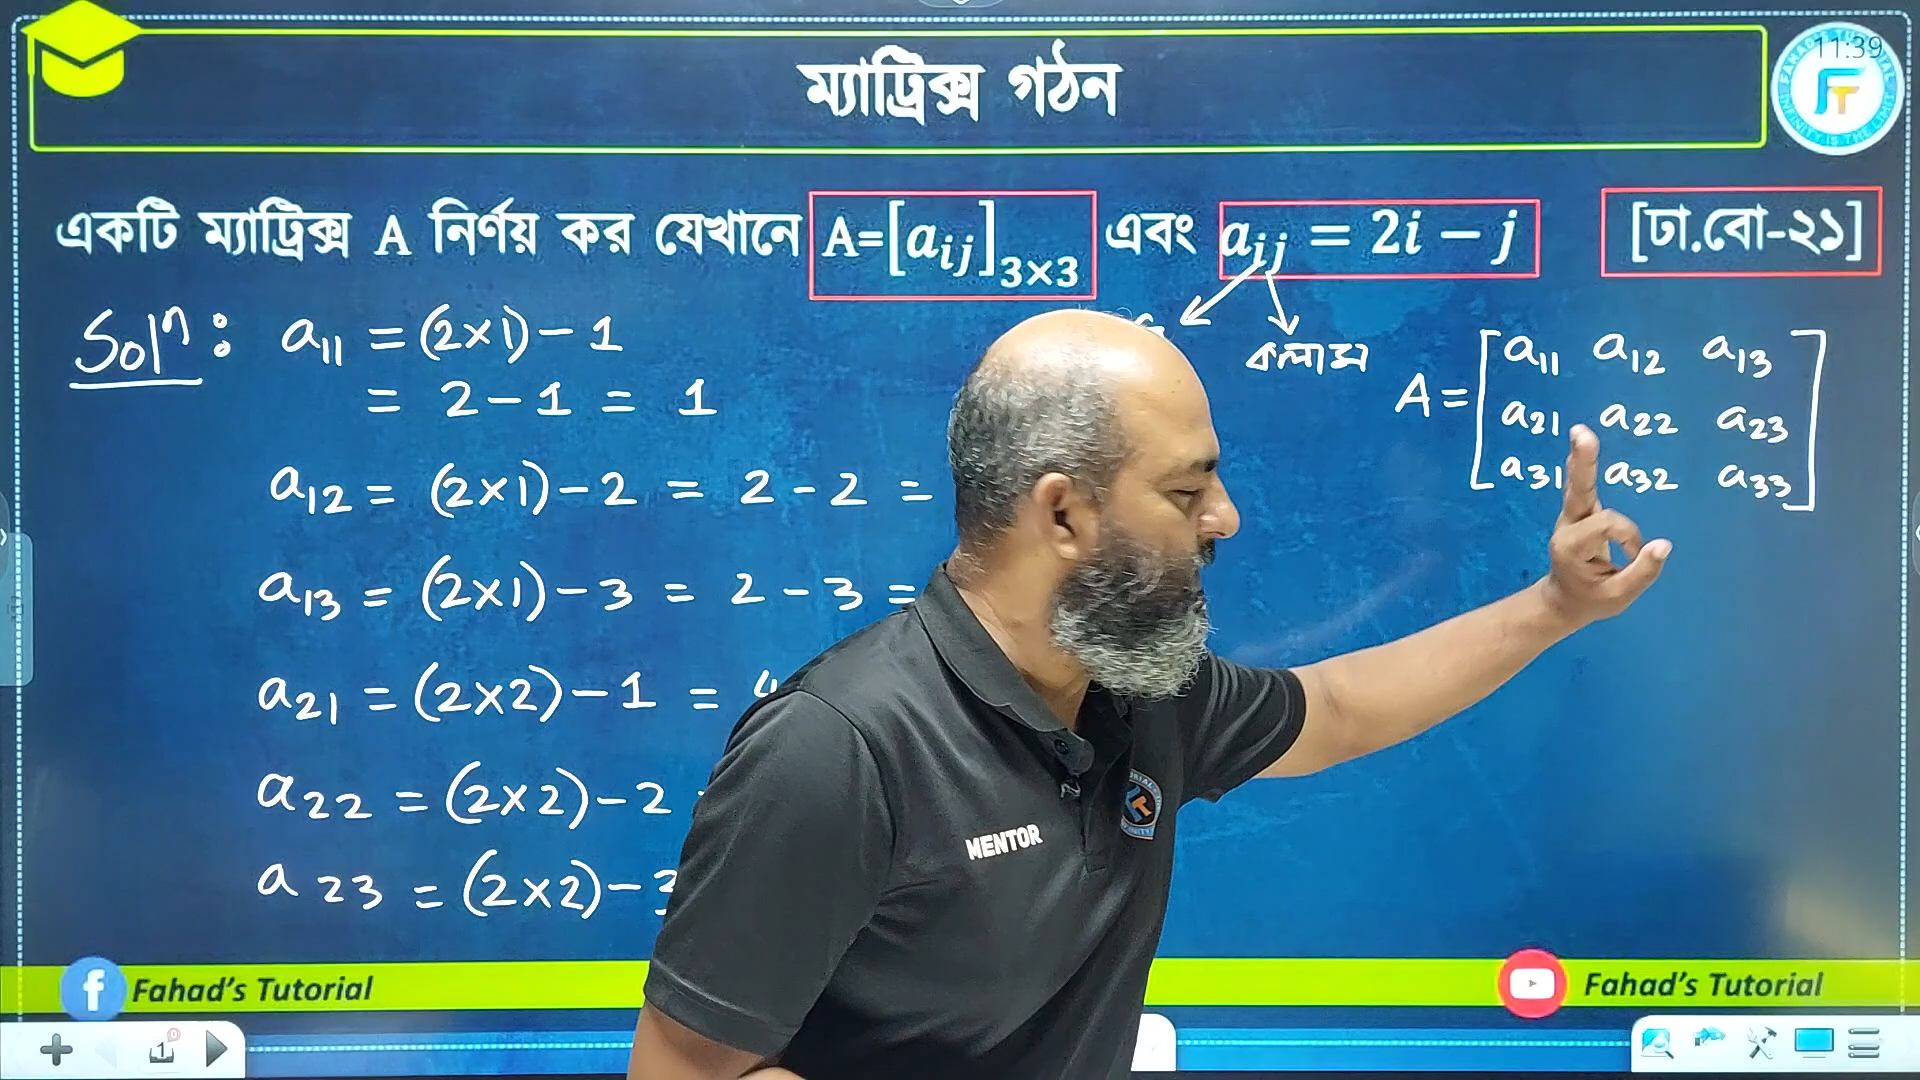 11:39
ম্যাট্রিক্স গঠন
একটি ম্যাট্রিক্স A নির্ণয় কর যেখানে A=[aij]3×3 এবং aij = 2i − j [ঢা.বো-২১]
Solⁿ: a11 = (2×1) − 1
= 2 − 1 = 1
a12 = (2×1) − 2 = 2 − 2 =
a13 = (2×1) − 3 = 2 − 3 =
a21 = (2×2) − 1 = 4
a22 = (2×2) − 2
a23 = (2×2) − 3
কলাম
A = [a11 a12 a13
a21 a22 a23
a31 a32 a33]
MENTOR
Fahad's Tutorial
Fahad's Tutorial
1